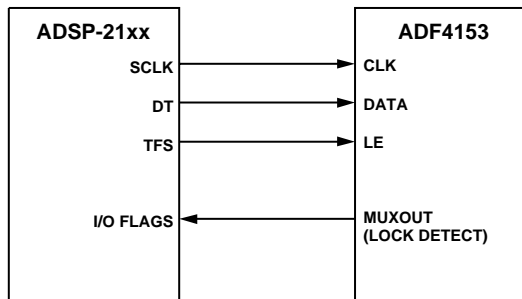 ADSP-21xx
ADF4153
SCLK
CLK
DT
DATA
TFS
LE
I/O FLAGS
MUXOUT
(LOCK DETECT)